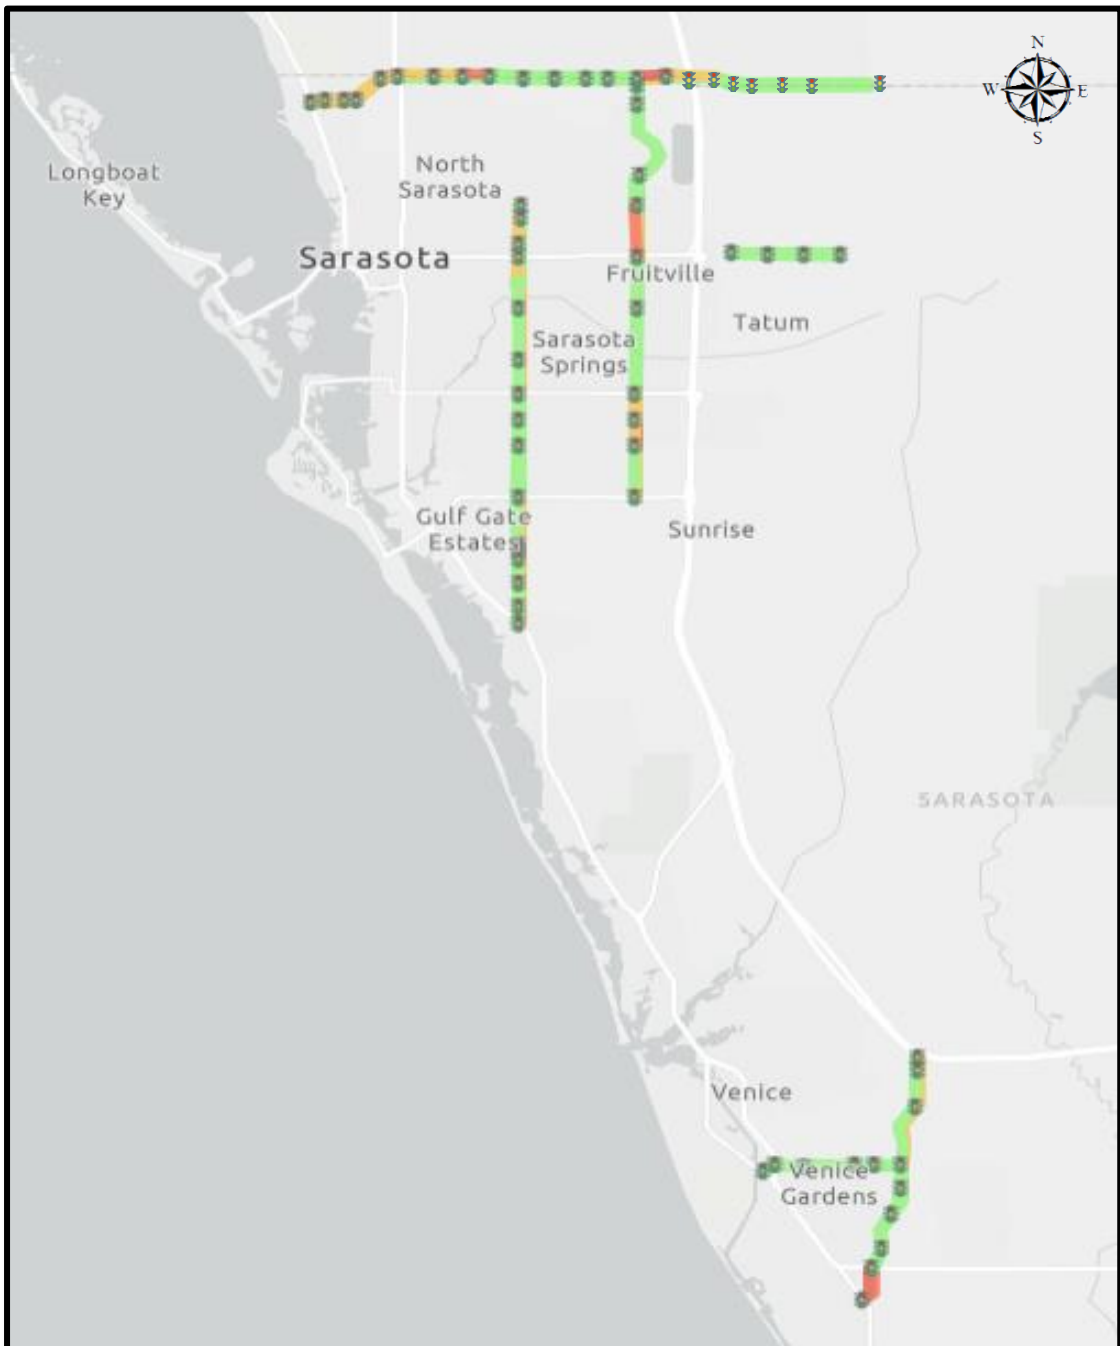 N
W E
S
Longboat
Key
North
Sarasota
Sarasota
Fruitville
Tatum
Sarasota
Springs
Gulf Gate
Estates
Sunrise
SARASOTA
Venice
Venice
Gardens